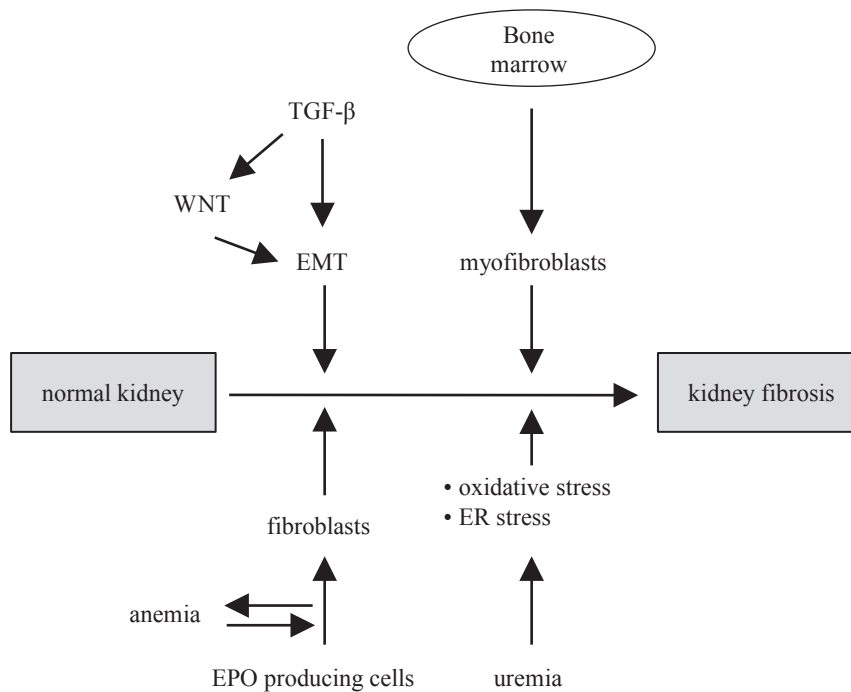 Bone
marrow
TGF-β
WNT
EMT
myofibroblasts
normal kidney
kidney fibrosis
• oxidative stress
• ER stress
fibroblasts
anemia
EPO producing cells
uremia